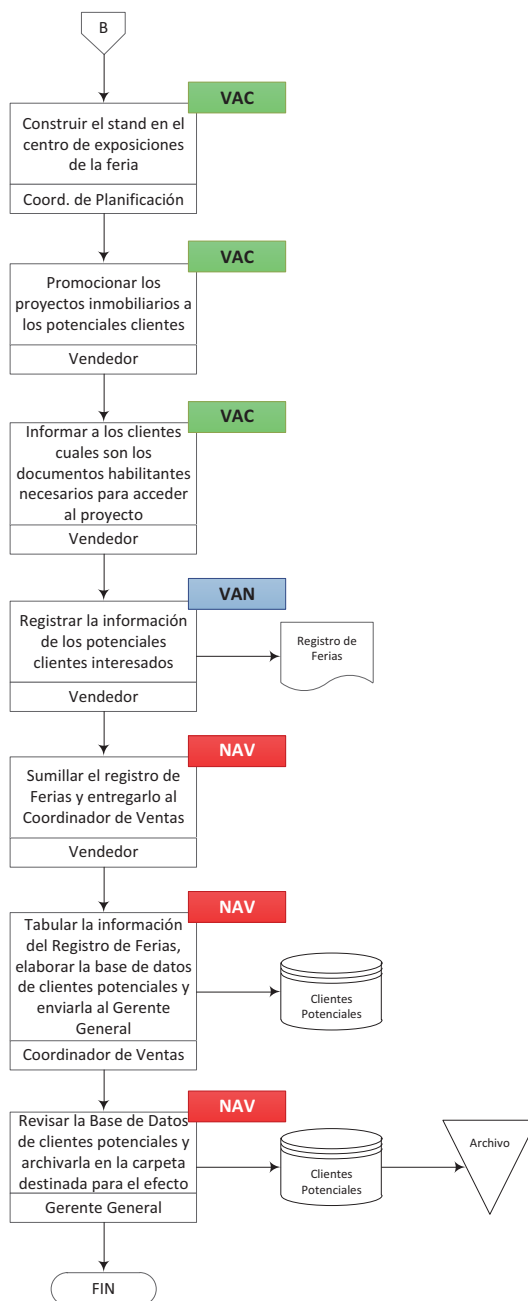 B
VAC
Construir el stand en el
centro de exposiciones
de la feria
Coord. de Planificación
VAC
Promocionar los
proyectos inmobiliarios a
los potenciales clientes
Vendedor
VAC
Informar a los clientes
cuales son los
documentos habilitantes
necesarios para acceder
al proyecto
Vendedor
VAN
Registrar la información
de los potenciales
clientes interesados
Vendedor
Registro de
Ferias
NAV
Sumillar el registro de
Ferias y entregarlo al
Coordinador de Ventas
Vendedor
NAV
Tabular la información
del Registro de Ferias,
elaborar la base de datos
de clientes potenciales y
enviarla al Gerente
General
Coordinador de Ventas
Clientes
Potenciales
NAV
Revisar la Base de Datos
de clientes potenciales y
archivarla en la carpeta
destinada para el efecto
Gerente General
Clientes
Potenciales
Archivo
FIN